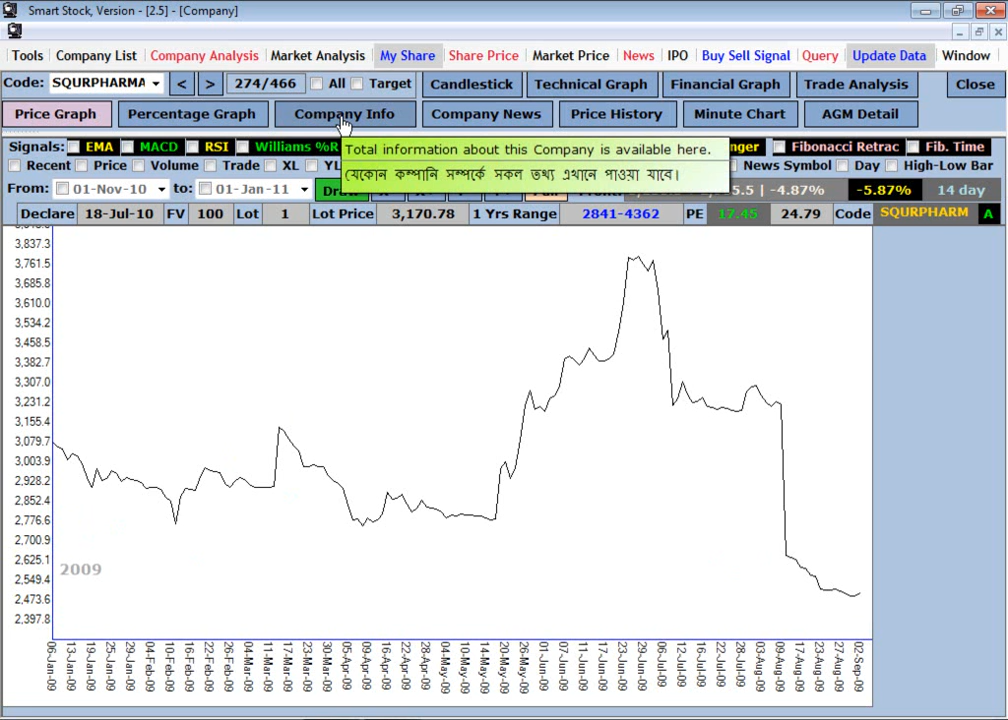 Smart Stock, Version - [2.5] - [Company]
Tools Company List Company Analysis Market Analysis My Share Share Price Market Price News IPO Buy Sell Signal Query Update Data Window
Code: SQURPHARMA < > 274/466 All Target Candlestick Technical Graph Financial Graph Trade Analysis Close
Price Graph Percentage Graph Company Info Company News Price History Minute Chart AGM Detail
Signals: EMA MACD RSI Williams %R nger Fibonacci Retrac Fib. Time
Total information about this Company is available here.
যেকোন কম্পানি সম্পর্কে সকল তথ্য এখানে পাওয়া যাবে।
Recent Price Volume Trade XL YL News Symbol Day High-Low Bar
From: 01-Nov-10 to: 01-Jan-11 5.5 | -4.87% -5.87% 14 day
Declare 18-Jul-10 FV 100 Lot 1 Lot Price 3,170.78 1 Yrs Range 2841-4362 PE 17.45 24.79 Code SQURPHARM A
3,837.3
3,761.5
3,685.8
3,610.0
3,534.2
3,458.5
3,382.7
3,307.0
3,231.2
3,155.4
3,079.7
3,003.9
2,928.2
2,852.4
2,776.6
2,700.9
2,625.1
2,549.4
2,473.6
2,397.8
2009
06-Jan-09 13-Jan-09 19-Jan-09 25-Jan-09 29-Jan-09 04-Feb-09 10-Feb-09 16-Feb-09 23-Feb-09 26-Feb-09 04-Mar-09 11-Mar-09 17-Mar-09 23-Mar-09 30-Mar-09 05-Apr-09 09-Apr-09 16-Apr-09 22-Apr-09 28-Apr-09 04-May-09 10-May-09 14-May-09 20-May-09 26-May-09 01-Jun-09 07-Jun-09 11-Jun-09 17-Jun-09 23-Jun-09 29-Jun-09 06-Jul-09 12-Jul-09 16-Jul-09 22-Jul-09 28-Jul-09 03-Aug-09 09-Aug-09 13-Aug-09 19-Aug-09 23-Aug-09 27-Aug-09 02-Sep-09